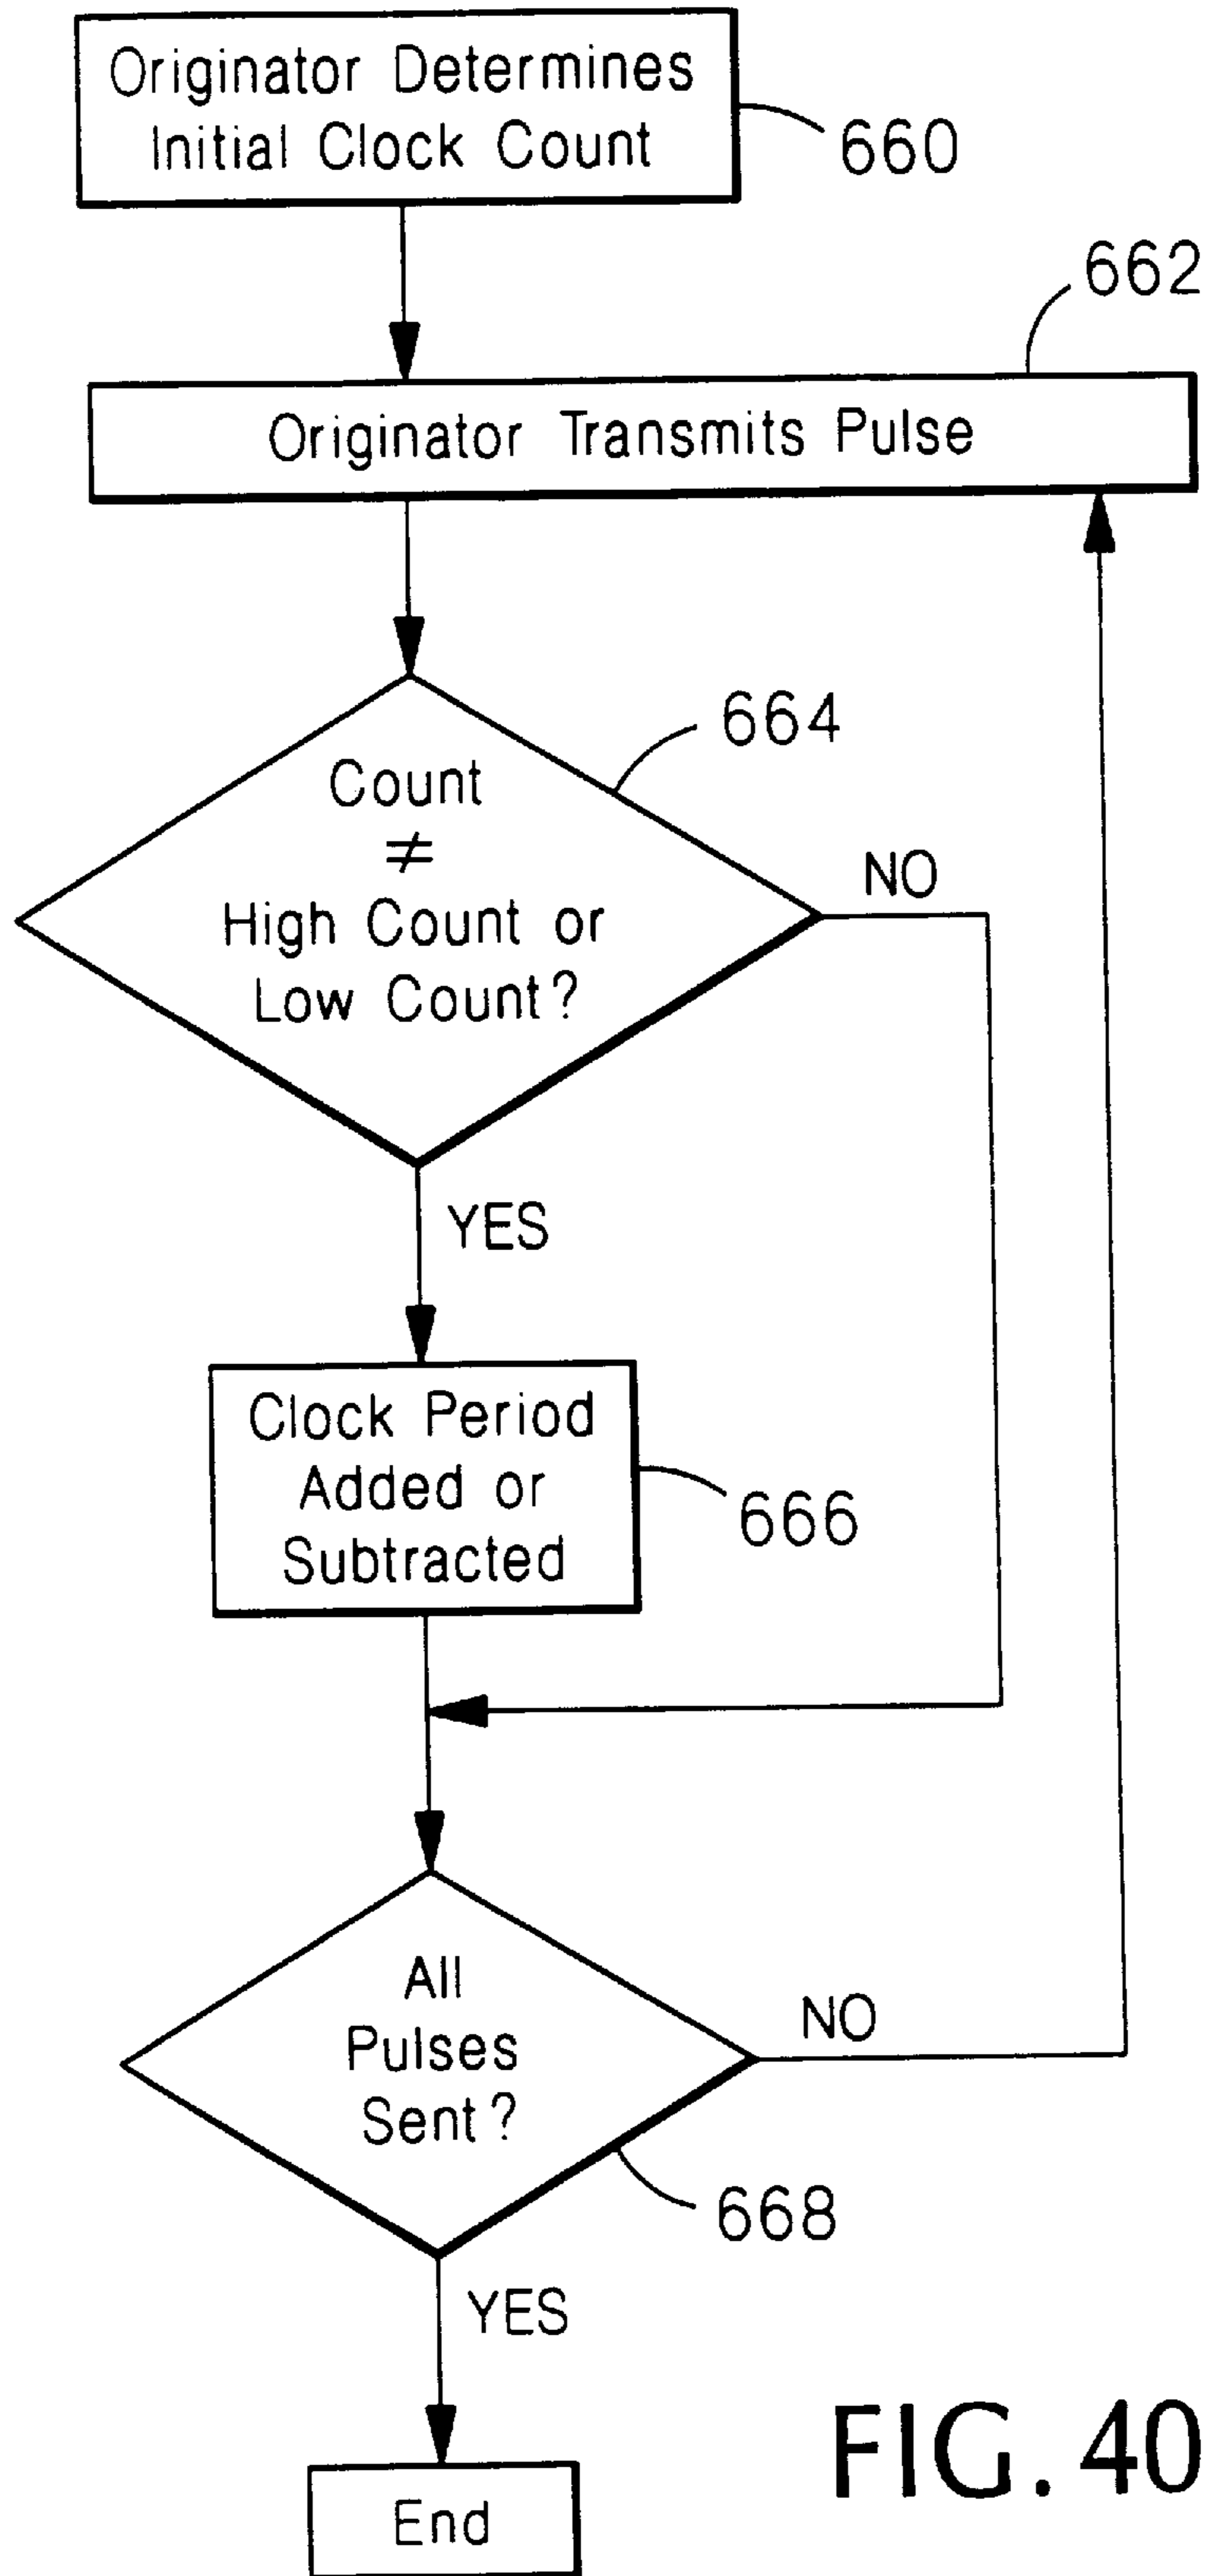 Originator Determines
Initial Clock Count
660
662
Originator Transmits Pulse
664
Count
≠
High Count or
Low Count?
NO
YES
Clock Period
Added or
Subtracted
666
All
Pulses
Sent?
NO
668
YES
End
FIG. 40